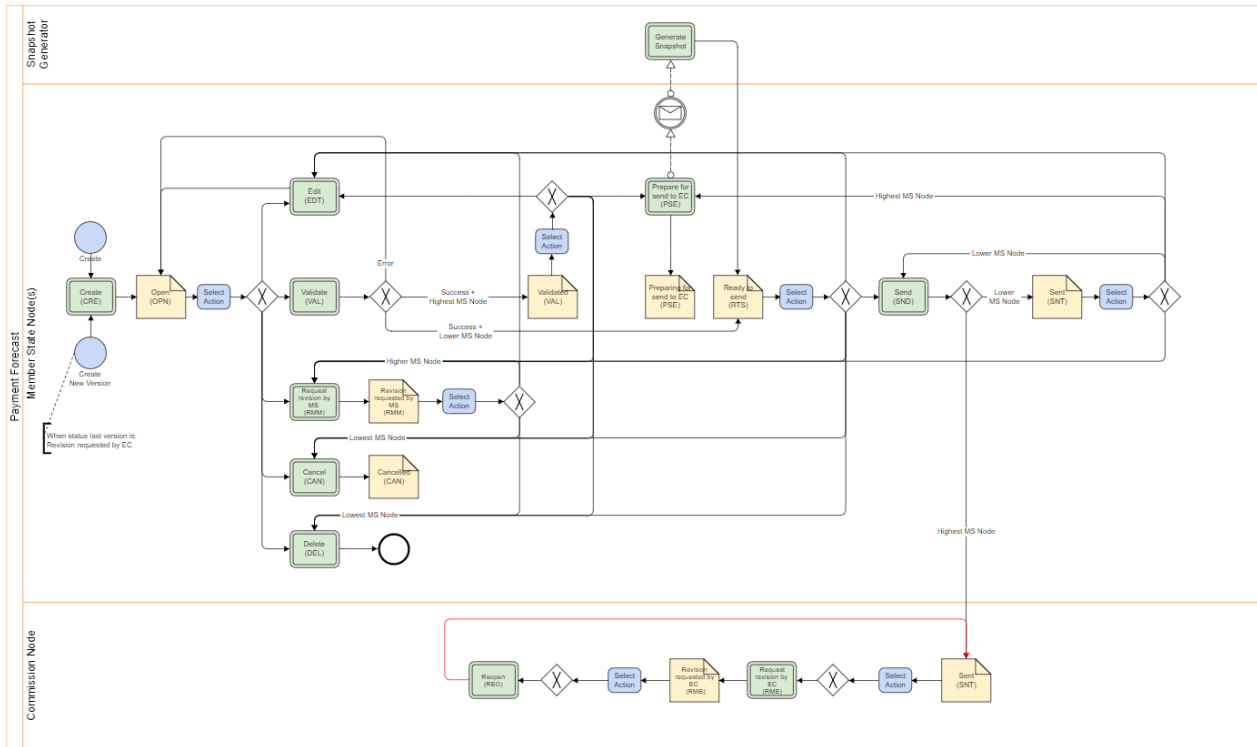 Payment Forecast
Snapshot
Generator
Generate
Snapshot
Member State Node(s)
Edit
(EDT)
Prepare for
send to EC
(PSE)
Highest MS Node
Select
Action
Create
Error
Lower MS Node
Create
(CRE)
Open
(OPN)
Select
Action
Validate
(VAL)
Success +
Highest MS Node
Validated
(VAL)
Preparing for
send to EC
(PSE)
Ready to
send
(RTS)
Select
Action
Send
(SND)
Lower
MS Node
Sent
(SNT)
Select
Action
Success +
Lower MS Node
Create
New Version
Higher MS Node
Request
revision by
MS
(RMM)
Revision
requested by
MS
(RMM)
Select
Action
When status last version is:
Revision requested by EC
Lowest MS Node
Cancel
(CAN)
Cancelled
(CAN)
Lowest MS Node
Delete
(DEL)
Highest MS Node
Commission Node
Reopen
(REO)
Select
Action
Revision
requested by
EC
(RME)
Request
revision by
EC
(RME)
Select
Action
Sent
(SNT)